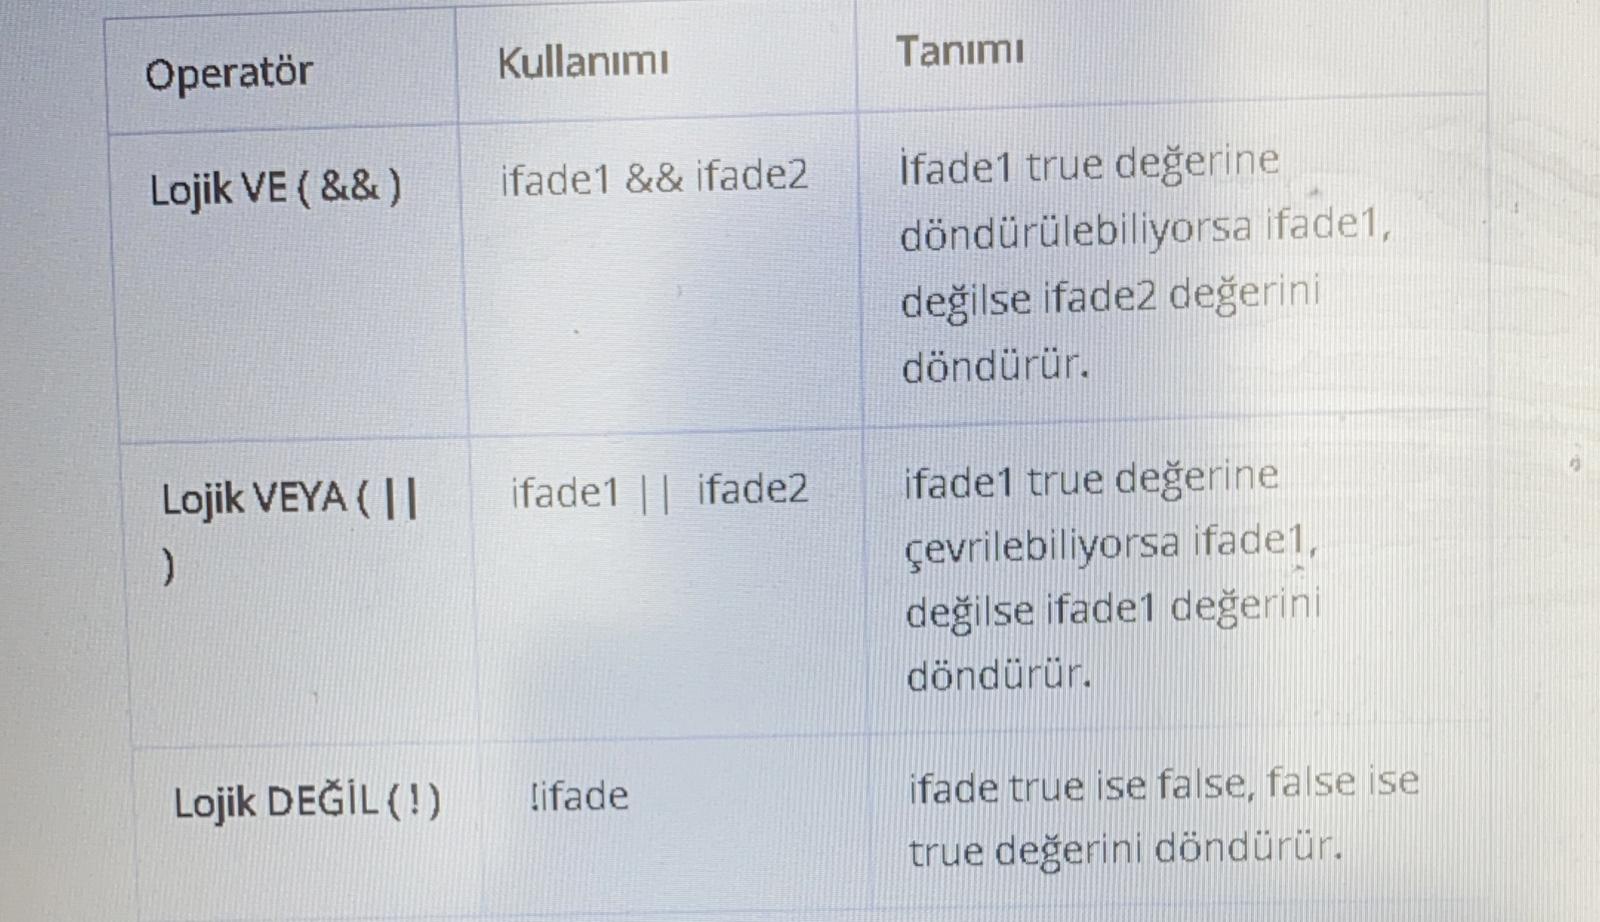 Operatör
Kullanımı
Tanımı
Lojik VE ( && )
ifade1 && ifade2
İfade1 true değerine
döndürülebiliyorsa ifade1,
değilse ifade2 değerini
döndürür.
Lojik VEYA ( ||
)
ifade1 || ifade2
ifade1 true değerine
çevrilebiliyorsa ifade1,
değilse ifade1 değerini
döndürür.
Lojik DEĞİL ( ! )
!ifade
ifade true ise false, false ise
true değerini döndürür.